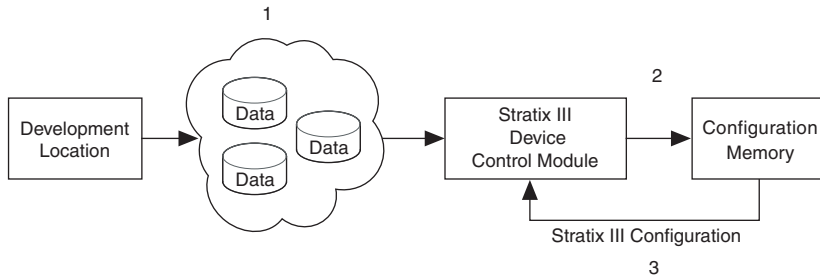 1
2
Development
Location
Data
Data
Data
Stratix III
Device
Control Module
Configuration
Memory
Stratix III Configuration
3